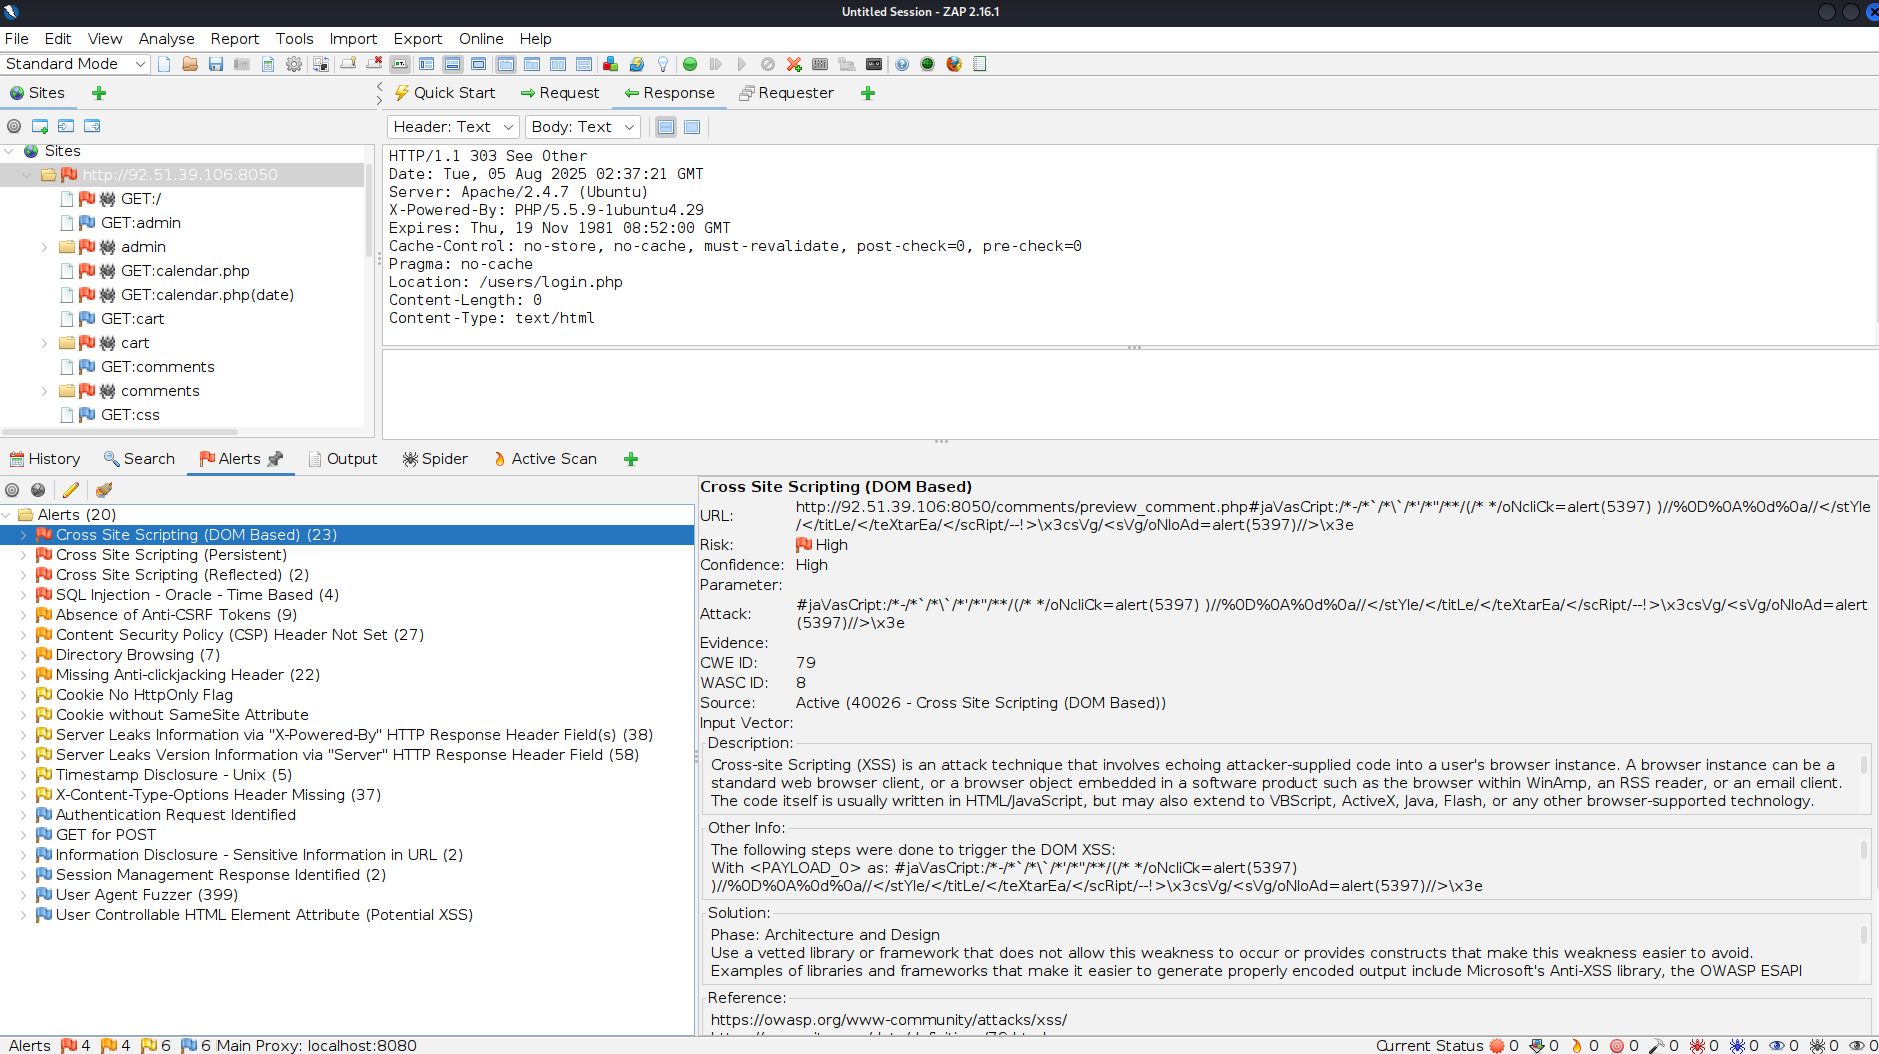 Untitled Session - ZAP 2.16.1
File Edit View Analyse Report Tools Import Export Online Help
Standard Mode
Sites
Quick Start Request Response Requester
Header: Text Body: Text
Sites
http://92.51.39.106:8050
GET:/
GET:admin
admin
GET:calendar.php
GET:calendar.php(date)
GET:cart
cart
GET:comments
comments
GET:css
HTTP/1.1 303 See Other
Date: Tue, 05 Aug 2025 02:37:21 GMT
Server: Apache/2.4.7 (Ubuntu)
X-Powered-By: PHP/5.5.9-1ubuntu4.29
Expires: Thu, 19 Nov 1981 08:52:00 GMT
Cache-Control: no-store, no-cache, must-revalidate, post-check=0, pre-check=0
Pragma: no-cache
Location: /users/login.php
Content-Length: 0
Content-Type: text/html
History Search Alerts Output Spider Active Scan
Alerts (20)
Cross Site Scripting (DOM Based) (23)
Cross Site Scripting (Persistent)
Cross Site Scripting (Reflected) (2)
SQL Injection - Oracle - Time Based (4)
Absence of Anti-CSRF Tokens (9)
Content Security Policy (CSP) Header Not Set (27)
Directory Browsing (7)
Missing Anti-clickjacking Header (22)
Cookie No HttpOnly Flag
Cookie without SameSite Attribute
Server Leaks Information via "X-Powered-By" HTTP Response Header Field(s) (38)
Server Leaks Version Information via "Server" HTTP Response Header Field (58)
Timestamp Disclosure - Unix (5)
X-Content-Type-Options Header Missing (37)
Authentication Request Identified
GET for POST
Information Disclosure - Sensitive Information in URL (2)
Session Management Response Identified (2)
User Agent Fuzzer (399)
User Controllable HTML Element Attribute (Potential XSS)
Cross Site Scripting (DOM Based)
URL: http://92.51.39.106:8050/comments/preview_comment.php#jaVasCript:/*-/*`/*\`/*'/*"/**/(/* */oNcliCk=alert(5397) )//%0D%0A%0d%0a//</stYle
/</titLe/</teXtarEa/</scRipt/--!>\x3csVg/<sVg/oNloAd=alert(5397)//>\x3e
Risk: High
Confidence: High
Parameter:
Attack: #jaVasCript:/*-/*`/*\`/*'/*"/**/(/* */oNcliCk=alert(5397) )//%0D%0A%0d%0a//</stYle/</titLe/</teXtarEa/</scRipt/--!>\x3csVg/<sVg/oNloAd=alert
(5397)//>\x3e
Evidence:
CWE ID: 79
WASC ID: 8
Source: Active (40026 - Cross Site Scripting (DOM Based))
Input Vector:
Description:
Cross-site Scripting (XSS) is an attack technique that involves echoing attacker-supplied code into a user's browser instance. A browser instance can be a
standard web browser client, or a browser object embedded in a software product such as the browser within WinAmp, an RSS reader, or an email client.
The code itself is usually written in HTML/JavaScript, but may also extend to VBScript, ActiveX, Java, Flash, or any other browser-supported technology.
Other Info:
The following steps were done to trigger the DOM XSS:
With <PAYLOAD_0> as: #jaVasCript:/*-/*`/*\`/*'/*"/**/(/* */oNcliCk=alert(5397)
)//%0D%0A%0d%0a//</stYle/</titLe/</teXtarEa/</scRipt/--!>\x3csVg/<sVg/oNloAd=alert(5397)//>\x3e
Solution:
Phase: Architecture and Design
Use a vetted library or framework that does not allow this weakness to occur or provides constructs that make this weakness easier to avoid.
Examples of libraries and frameworks that make it easier to generate properly encoded output include Microsoft's Anti-XSS library, the OWASP ESAPI
Reference:
https://owasp.org/www-community/attacks/xss/
Alerts 4 4 6 6 Main Proxy: localhost:8080
Current Status 0 0 0 0 0 0 0 0 0 0